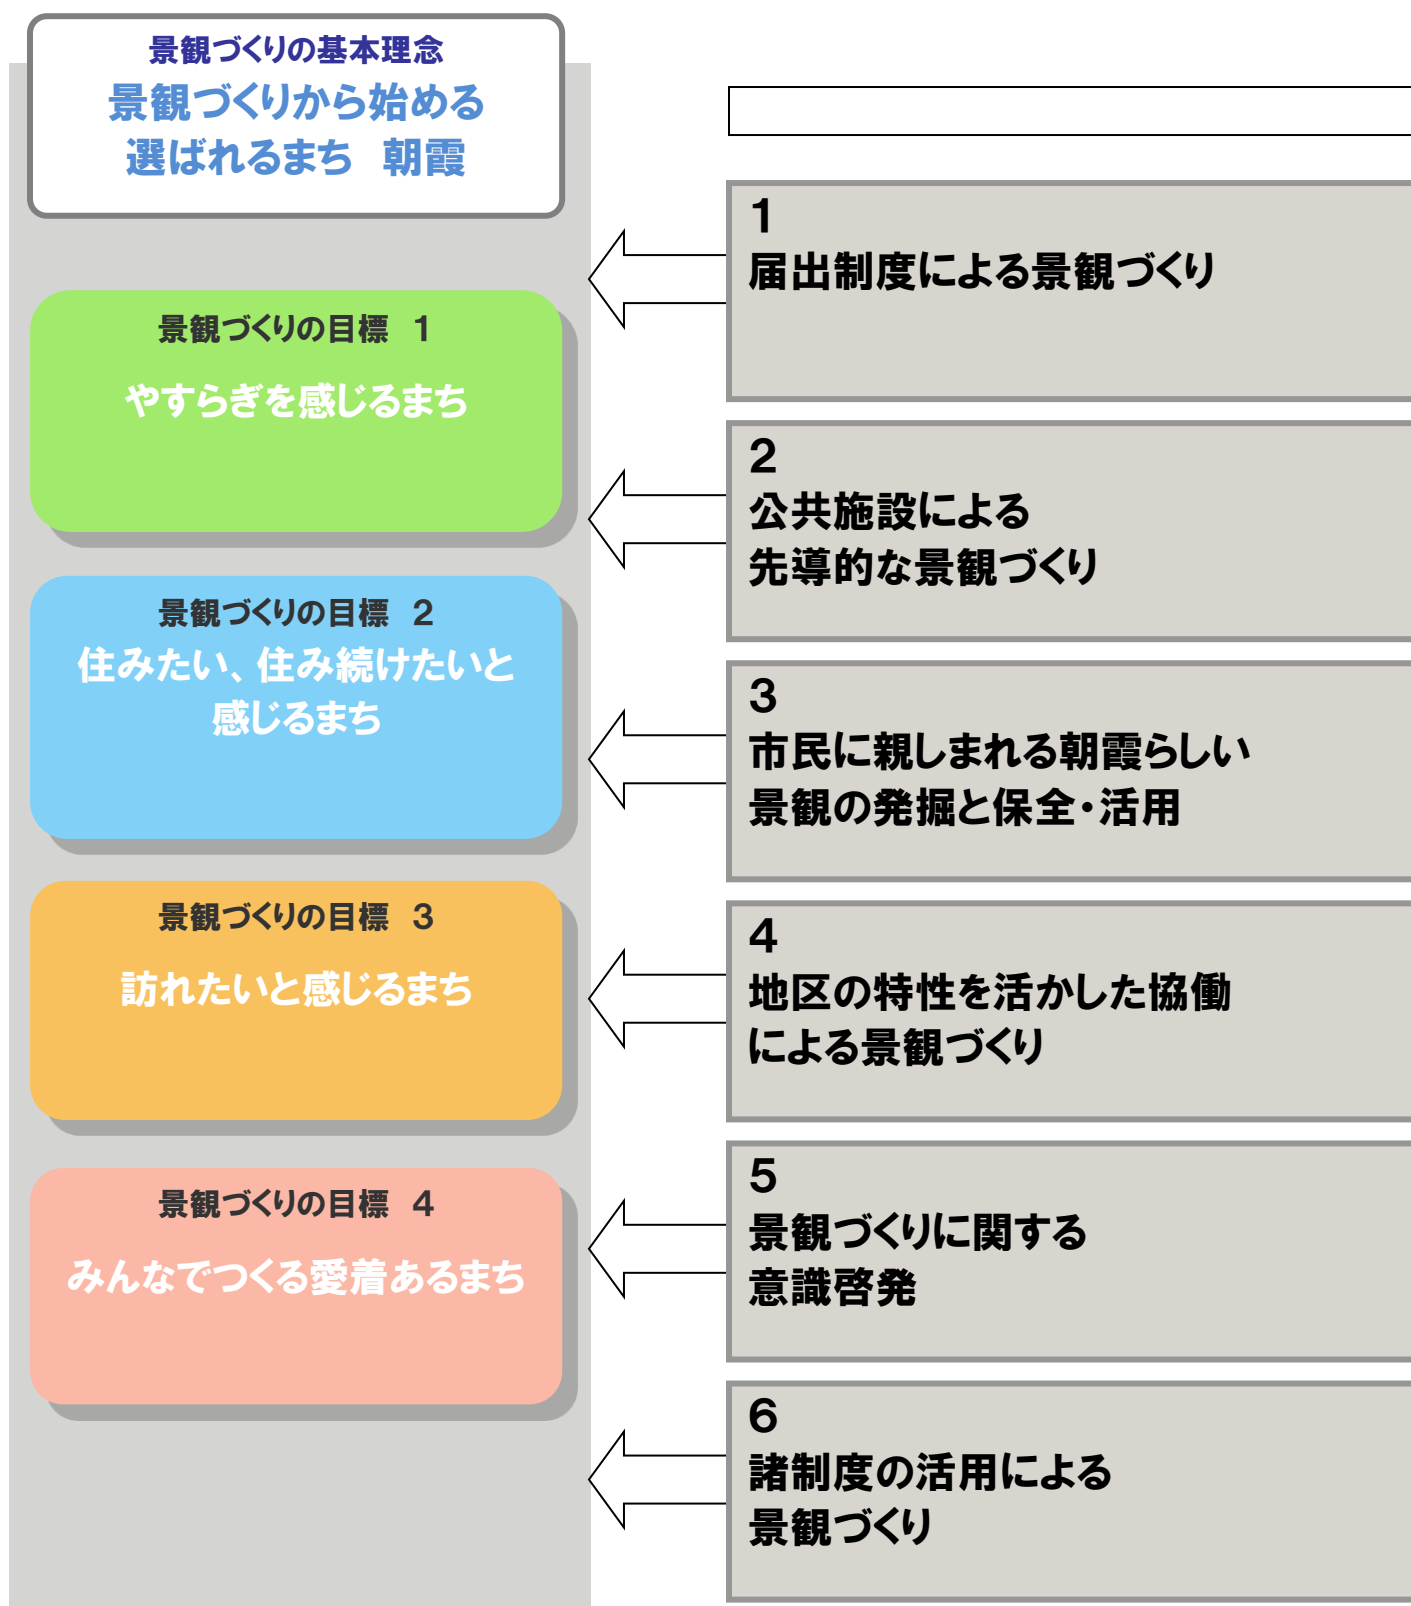 景観づくりの基本理念
景観づくりから始める
選ばれるまち　朝霞
景観づくりの目標　1
やすらぎを感じるまち
景観づくりの目標　2
住みたい、住み続けたいと
感じるまち
景観づくりの目標　3
訪れたいと感じるまち
景観づくりの目標　4
みんなでつくる愛着あるまち
1
届出制度による景観づくり
2
公共施設による
先導的な景観づくり
3
市民に親しまれる朝霞らしい
景観の発掘と保全・活用
4
地区の特性を活かした協働
による景観づくり
5
景観づくりに関する
意識啓発
6
諸制度の活用による
景観づくり